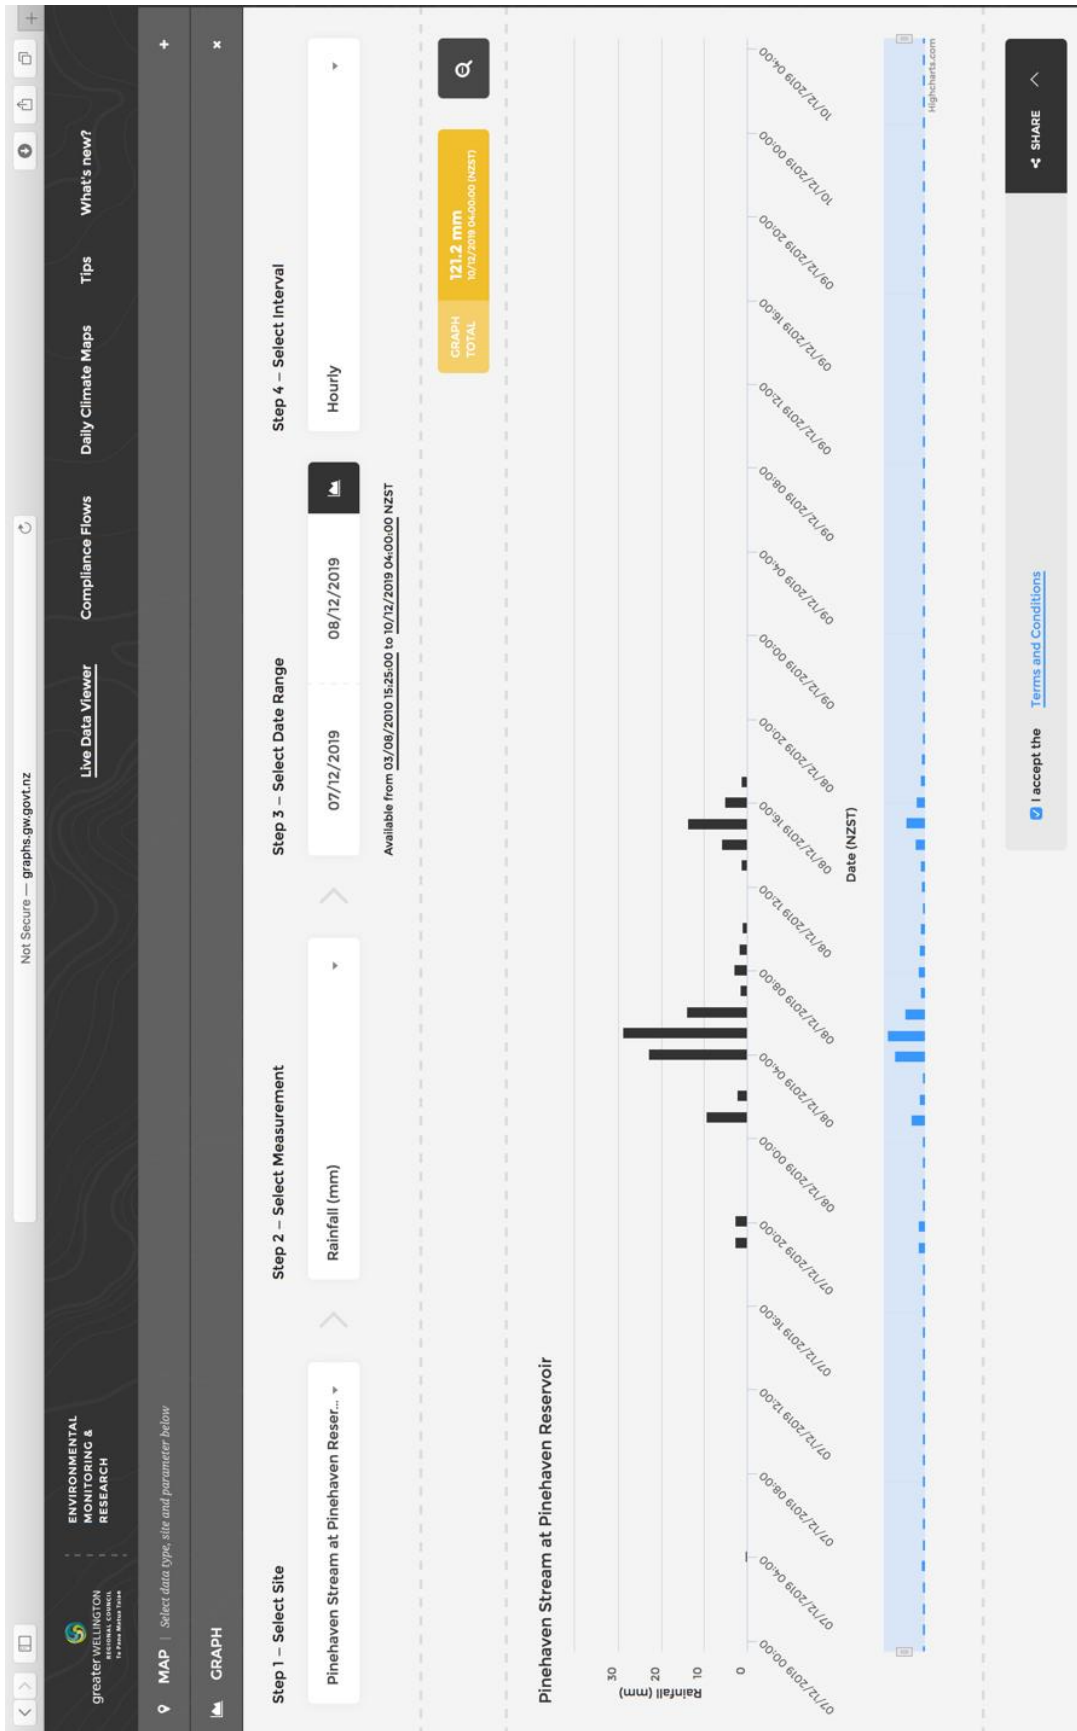 Not Secure — graphs.gw.govt.nz
greater WELLINGTON
REGIONAL COUNCIL
Te Pane Matua Taiao
ENVIRONMENTAL
MONITORING &
RESEARCH
Live Data Viewer
Compliance Flows
Daily Climate Maps
Tips
What's new?
MAP | Select data type, site and parameter below
GRAPH
Step 1 – Select Site
Pinehaven Stream at Pinehaven Reser...
Step 2 – Select Measurement
Rainfall (mm)
Step 3 – Select Date Range
07/12/2019
08/12/2019
Available from 03/08/2010 15:25:00 to 10/12/2019 04:00:00 NZST
Step 4 – Select Interval
Hourly
GRAPH
TOTAL
121.2 mm
10/12/2019 04:00:00 (NZST)
Pinehaven Stream at Pinehaven Reservoir
Rainfall (mm)
30
20
10
0
07/12/2019 00:00
07/12/2019 04:00
07/12/2019 08:00
07/12/2019 12:00
07/12/2019 16:00
07/12/2019 20:00
08/12/2019 00:00
08/12/2019 04:00
08/12/2019 08:00
08/12/2019 12:00
08/12/2019 16:00
08/12/2019 20:00
09/12/2019 00:00
09/12/2019 04:00
09/12/2019 08:00
09/12/2019 12:00
09/12/2019 16:00
09/12/2019 20:00
10/12/2019 00:00
10/12/2019 04:00
Date (NZST)
Highcharts.com
I accept the Terms and Conditions
SHARE